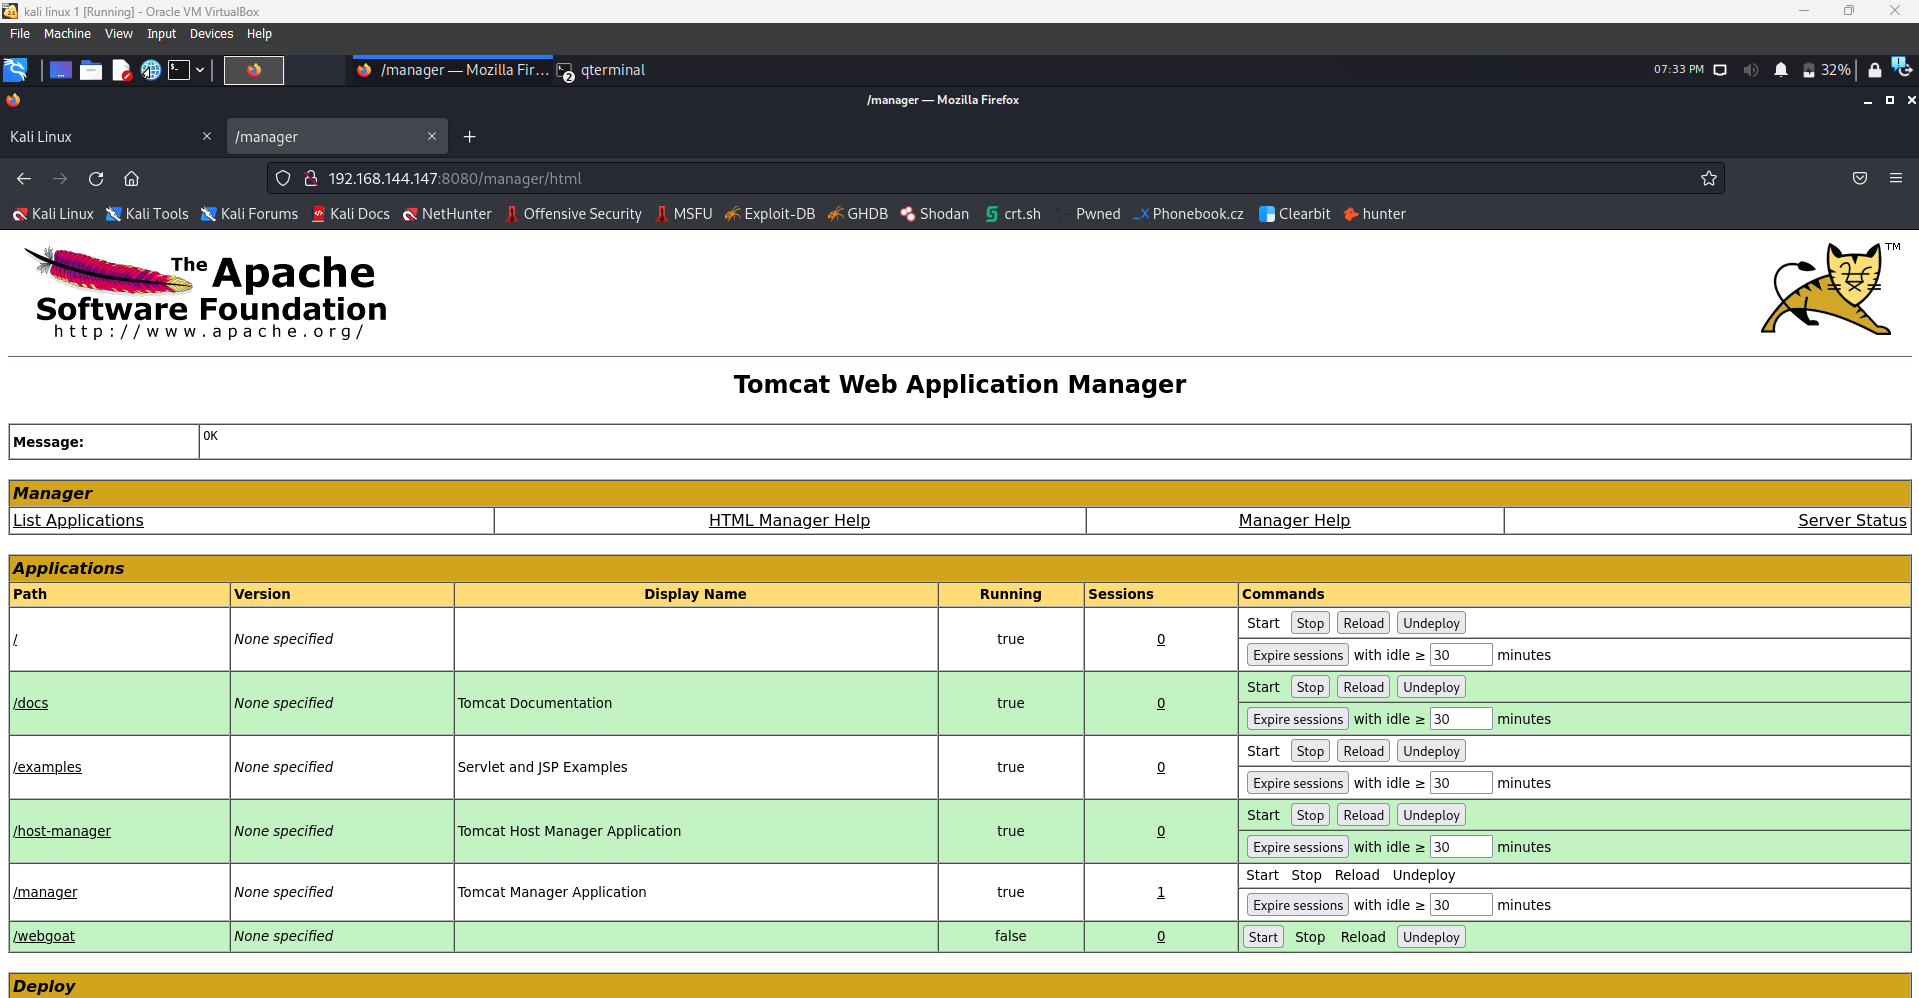 kali linux 1 [Running] - Oracle VM VirtualBox
File Machine View Input Devices Help
/manager — Mozilla Fir... 2 qterminal 07:33 PM 32%
/manager — Mozilla Firefox
Kali Linux /manager
192.168.144.147:8080/manager/html
Kali Linux Kali Tools Kali Forums Kali Docs NetHunter Offensive Security MSFU Exploit-DB GHDB Shodan crt.sh Pwned Phonebook.cz Clearbit hunter
The Apache
Software Foundation
http://www.apache.org/
TM
Tomcat Web Application Manager
Message: OK
Manager
List Applications HTML Manager Help Manager Help Server Status
Applications
Path Version Display Name Running Sessions Commands
/ None specified true 0 Start Stop Reload Undeploy
Expire sessions with idle ≥ 30 minutes
/docs None specified Tomcat Documentation true 0 Start Stop Reload Undeploy
Expire sessions with idle ≥ 30 minutes
/examples None specified Servlet and JSP Examples true 0 Start Stop Reload Undeploy
Expire sessions with idle ≥ 30 minutes
/host-manager None specified Tomcat Host Manager Application true 0 Start Stop Reload Undeploy
Expire sessions with idle ≥ 30 minutes
/manager None specified Tomcat Manager Application true 1 Start Stop Reload Undeploy
Expire sessions with idle ≥ 30 minutes
/webgoat None specified false 0 Start Stop Reload Undeploy
Deploy